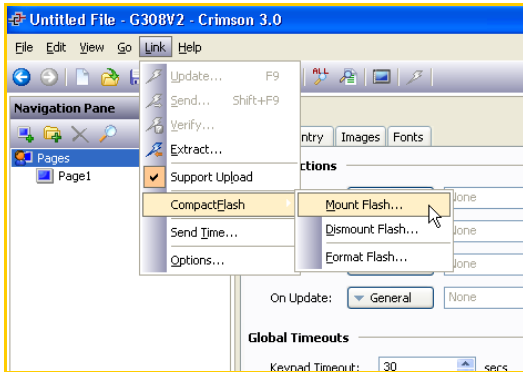 Untitled File - G308V2 - Crimson 3.0
File Edit View Go Link Help
ALL
Navigation Pane
Pages
Page1
Update... F9
Send... Shift+F9
Verify...
Extract...
Support Upload
CompactFlash
Send Time...
Options...
Mount Flash...
Dismount Flash...
Format Flash...
ntry Images Fonts
ctions
None
None
None
On Update: General None
Global Timeouts
Keypad Timeout: 30 secs